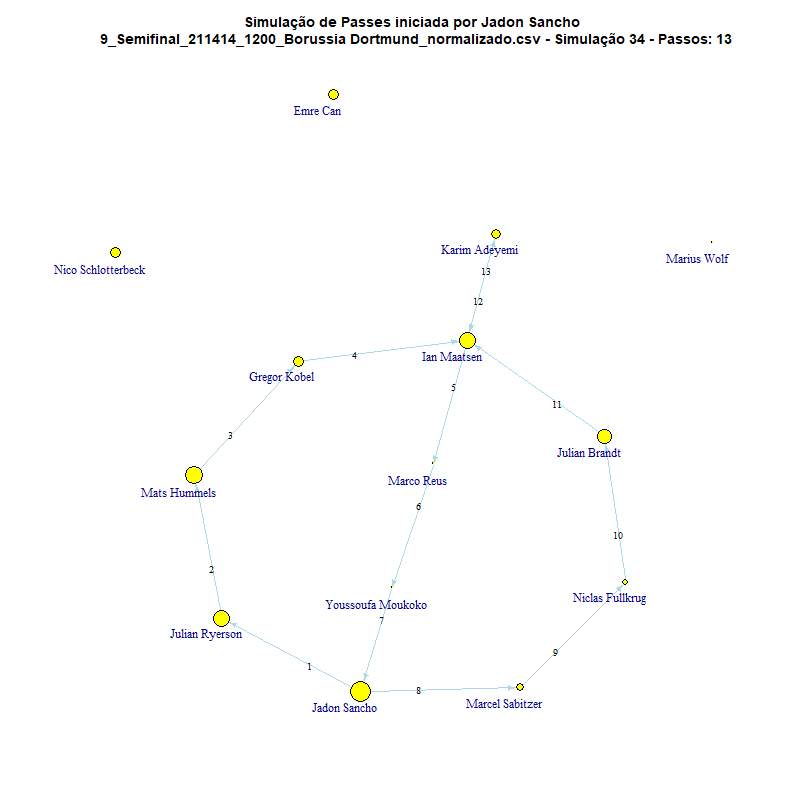 Simulação de Passes iniciada por Jadon Sancho
9_Semifinal_211414_1200_Borussia Dortmund_normalizado.csv - Simulação 34 - Passos: 13
Emre Can
Karim Adeyemi
Marius Wolf
Nico Schlotterbeck
13
12
4
Ian Maatsen
Gregor Kobel
5
11
3
Julian Brandt
Marco Reus
Mats Hummels
6
10
2
Niclas Fullkrug
Youssoufa Moukoko
7
Julian Ryerson
9
1
8
Marcel Sabitzer
Jadon Sancho